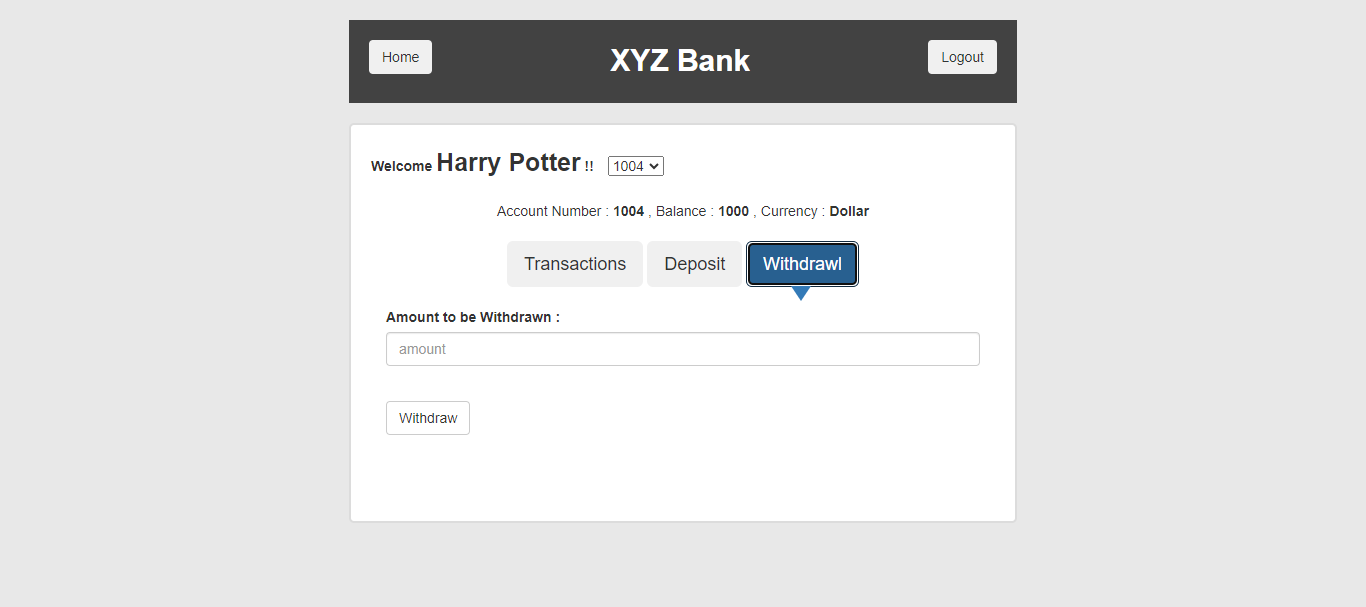 Home XYZ Bank Logout
Welcome Harry Potter !! 1004
Account Number : 1004 , Balance : 1000 , Currency : Dollar
Transactions Deposit Withdrawl
Amount to be Withdrawn :
amount
Withdraw